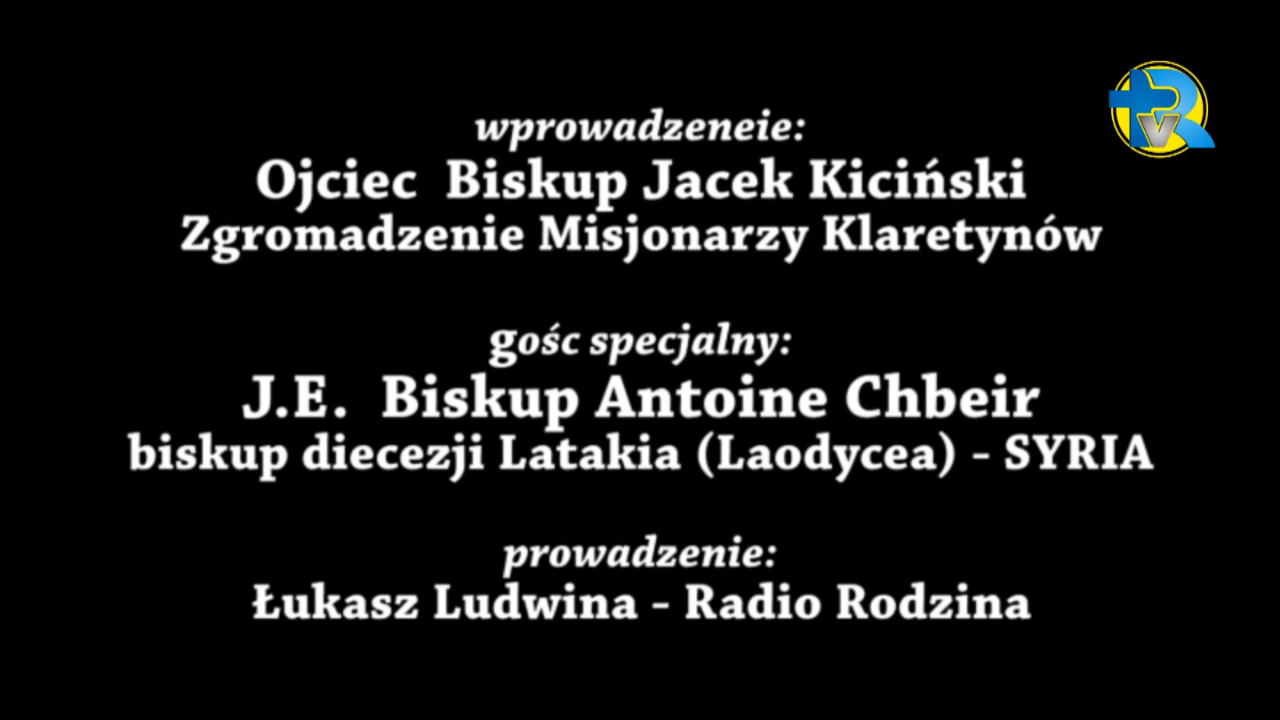 wprowadzeneie:
Ojciec Biskup Jacek Kiciński
Zgromadzenie Misjonarzy Klaretynów
gośc specjalny:
J.E. Biskup Antoine Chbeir
biskup diecezji Latakia (Laodycea) - SYRIA
prowadzenie:
Łukasz Ludwina - Radio Rodzina